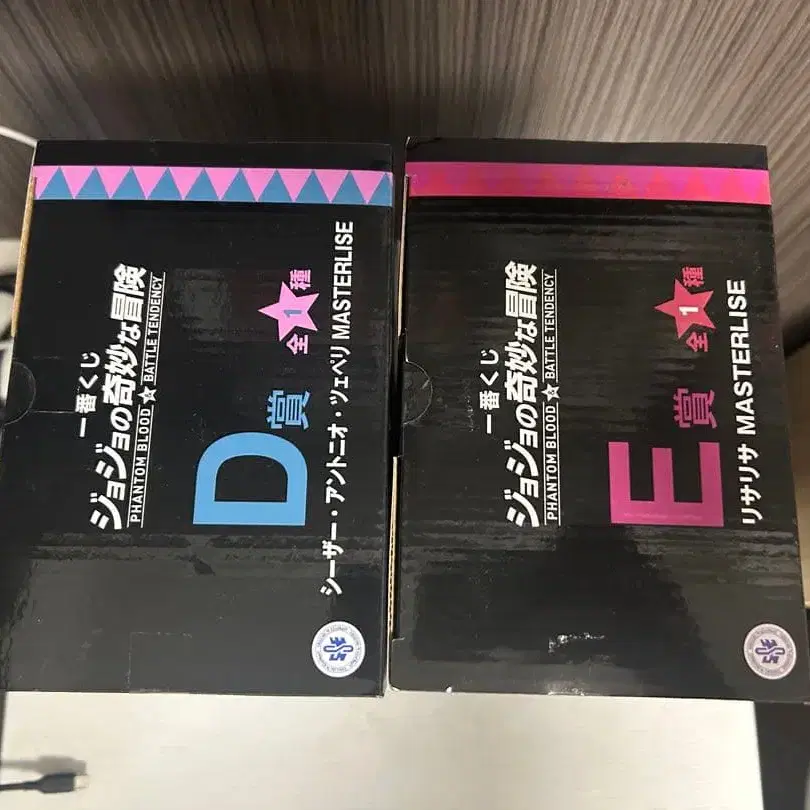 一番くじ
ジョジョの奇妙な冒険
PHANTOM BLOOD ☆ BATTLE TENDENCY
D賞 全1種
シーザー・アントニオ・ツェペリ MASTERLISE
一番くじ
ジョジョの奇妙な冒険
PHANTOM BLOOD ☆ BATTLE TENDENCY
E賞 全1種
リサリサ MASTERLISE